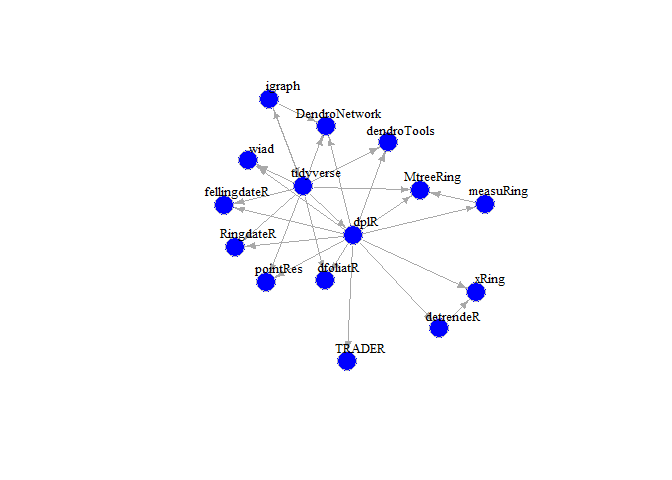 igraph
DendroNetwork
dendroTools
wiad
tidyverse
MtreeRing
fellingdateR
measuRing
dplR
RingdateR
pointRes
dfoliatR
xRing
detrendeR
TRADER